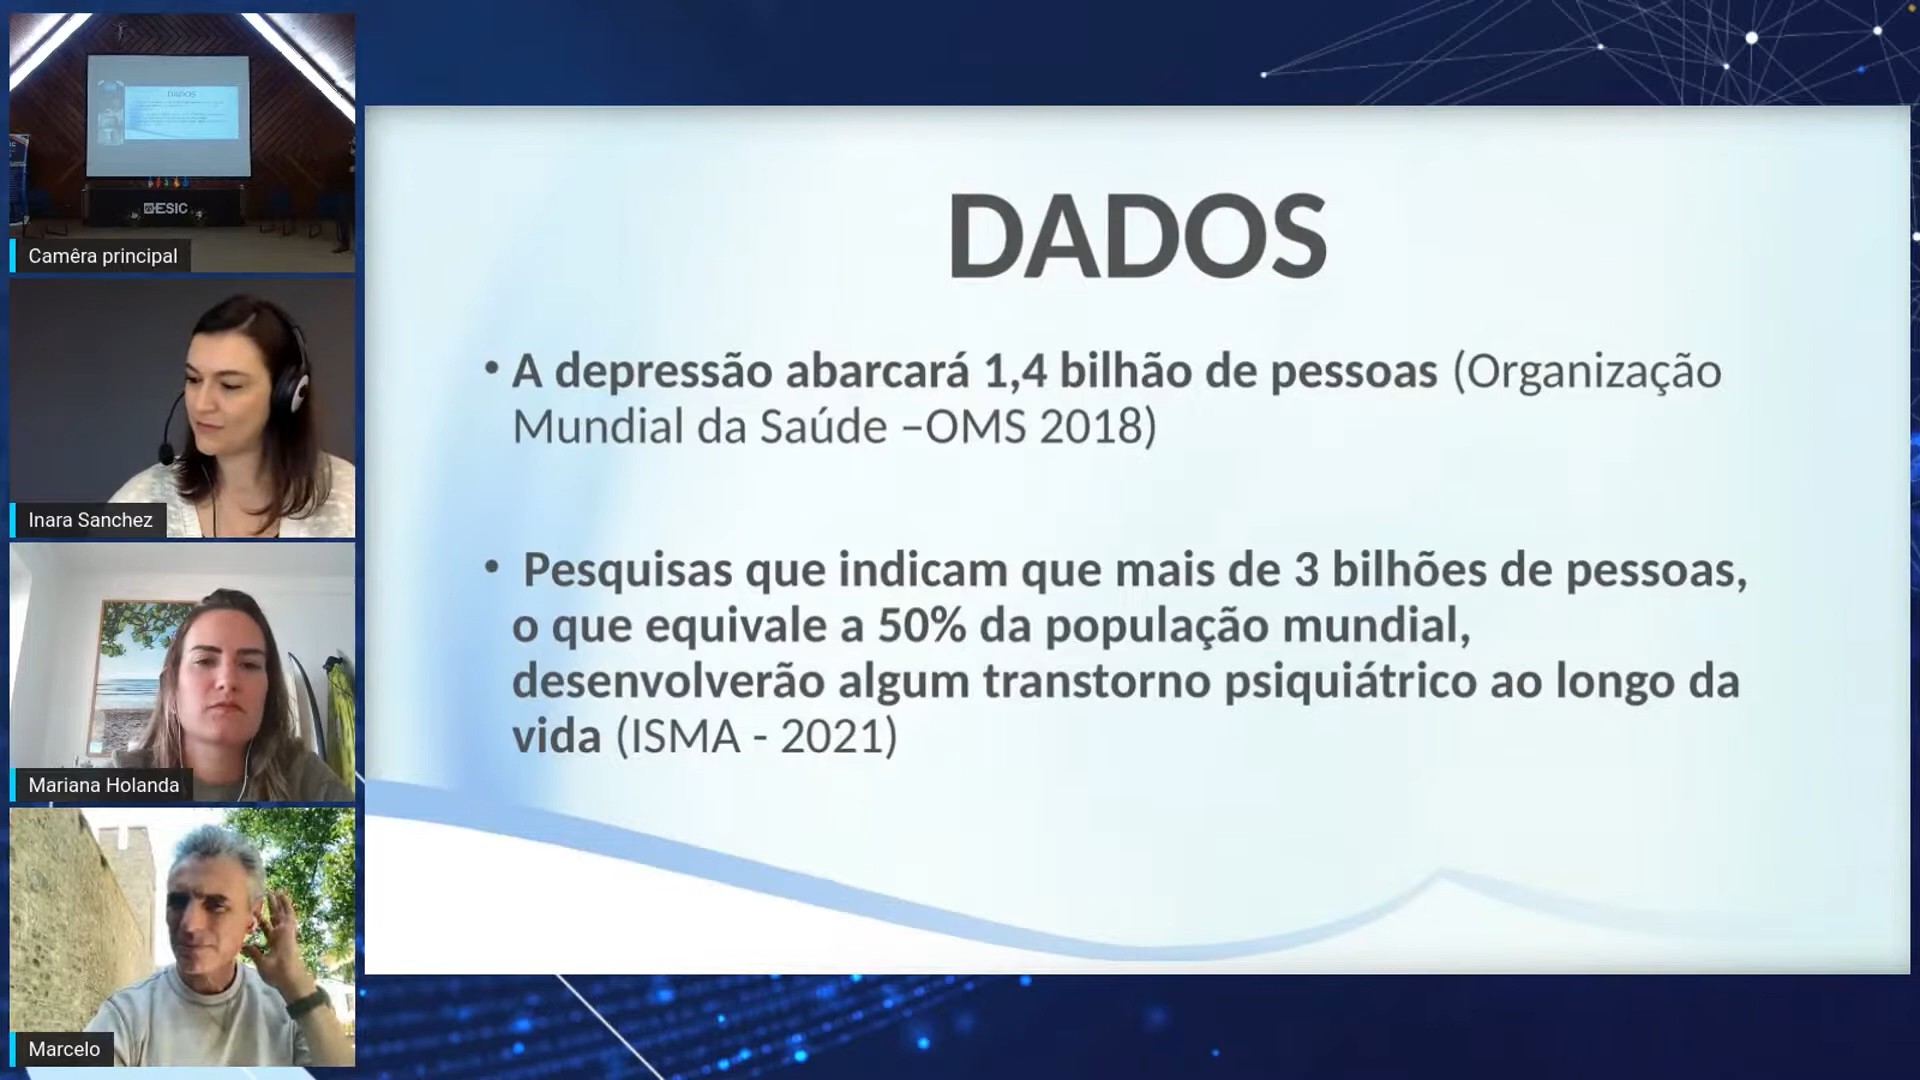 DADOS
ESIC
Camêra principal
Inara Sanchez
Mariana Holanda
Marcelo
DADOS
• A depressão abarcará 1,4 bilhão de pessoas (Organização
Mundial da Saúde –OMS 2018)
• Pesquisas que indicam que mais de 3 bilhões de pessoas,
o que equivale a 50% da população mundial,
desenvolverão algum transtorno psiquiátrico ao longo da
vida (ISMA - 2021)